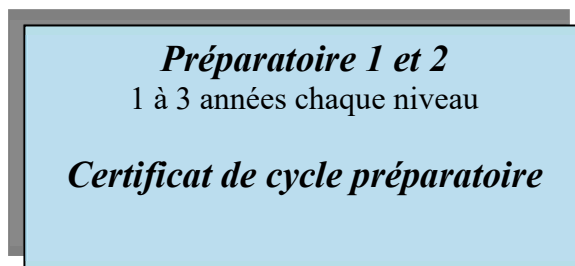 Préparatoire 1 et 2
1 à 3 années chaque niveau
Certificat de cycle préparatoire